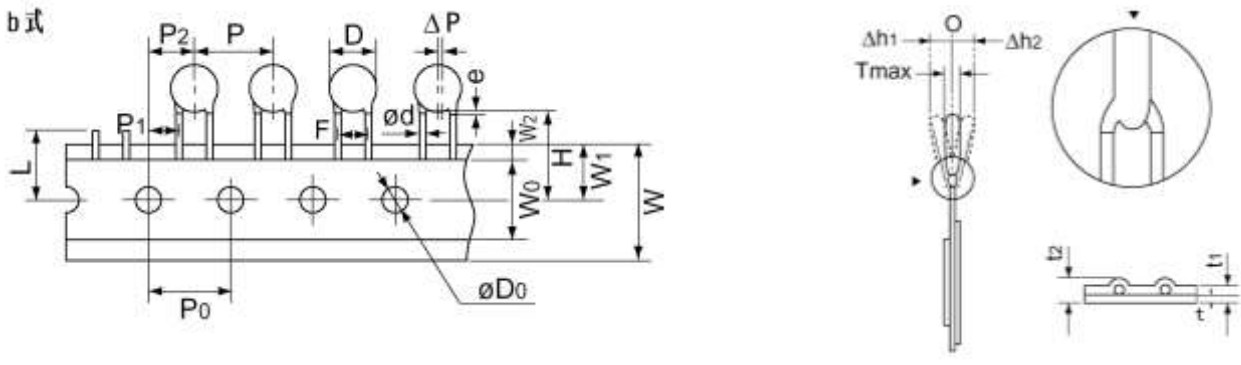 b式
P2
P
D
ΔP
e
P1
F
ød
W2
H
W1
L
W0
W
P0
øD0
O
Δh1
Δh2
Tmax
t2
t1
t